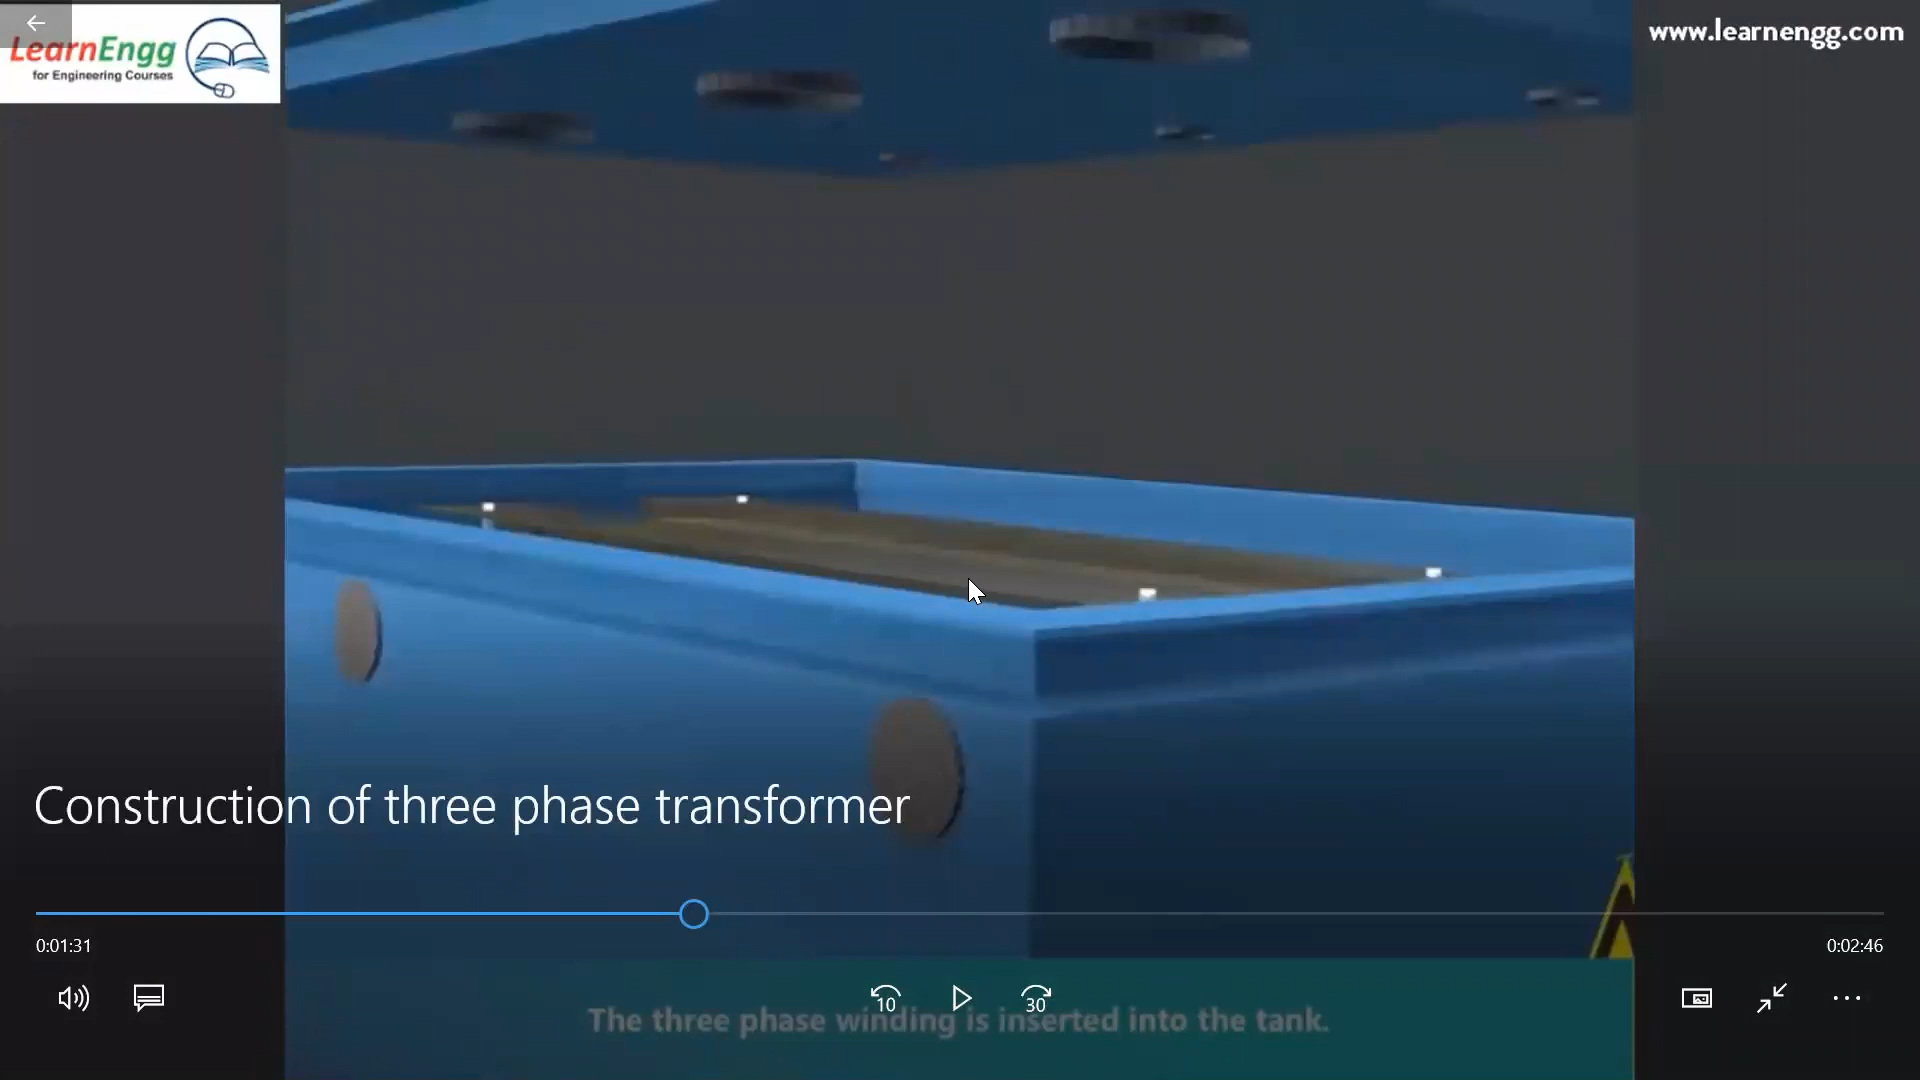 LearnEngg
for Engineering Courses
www.learnengg.com
Construction of three phase transformer
0:01:31
0:02:46
10
30
The three phase winding is inserted into the tank.